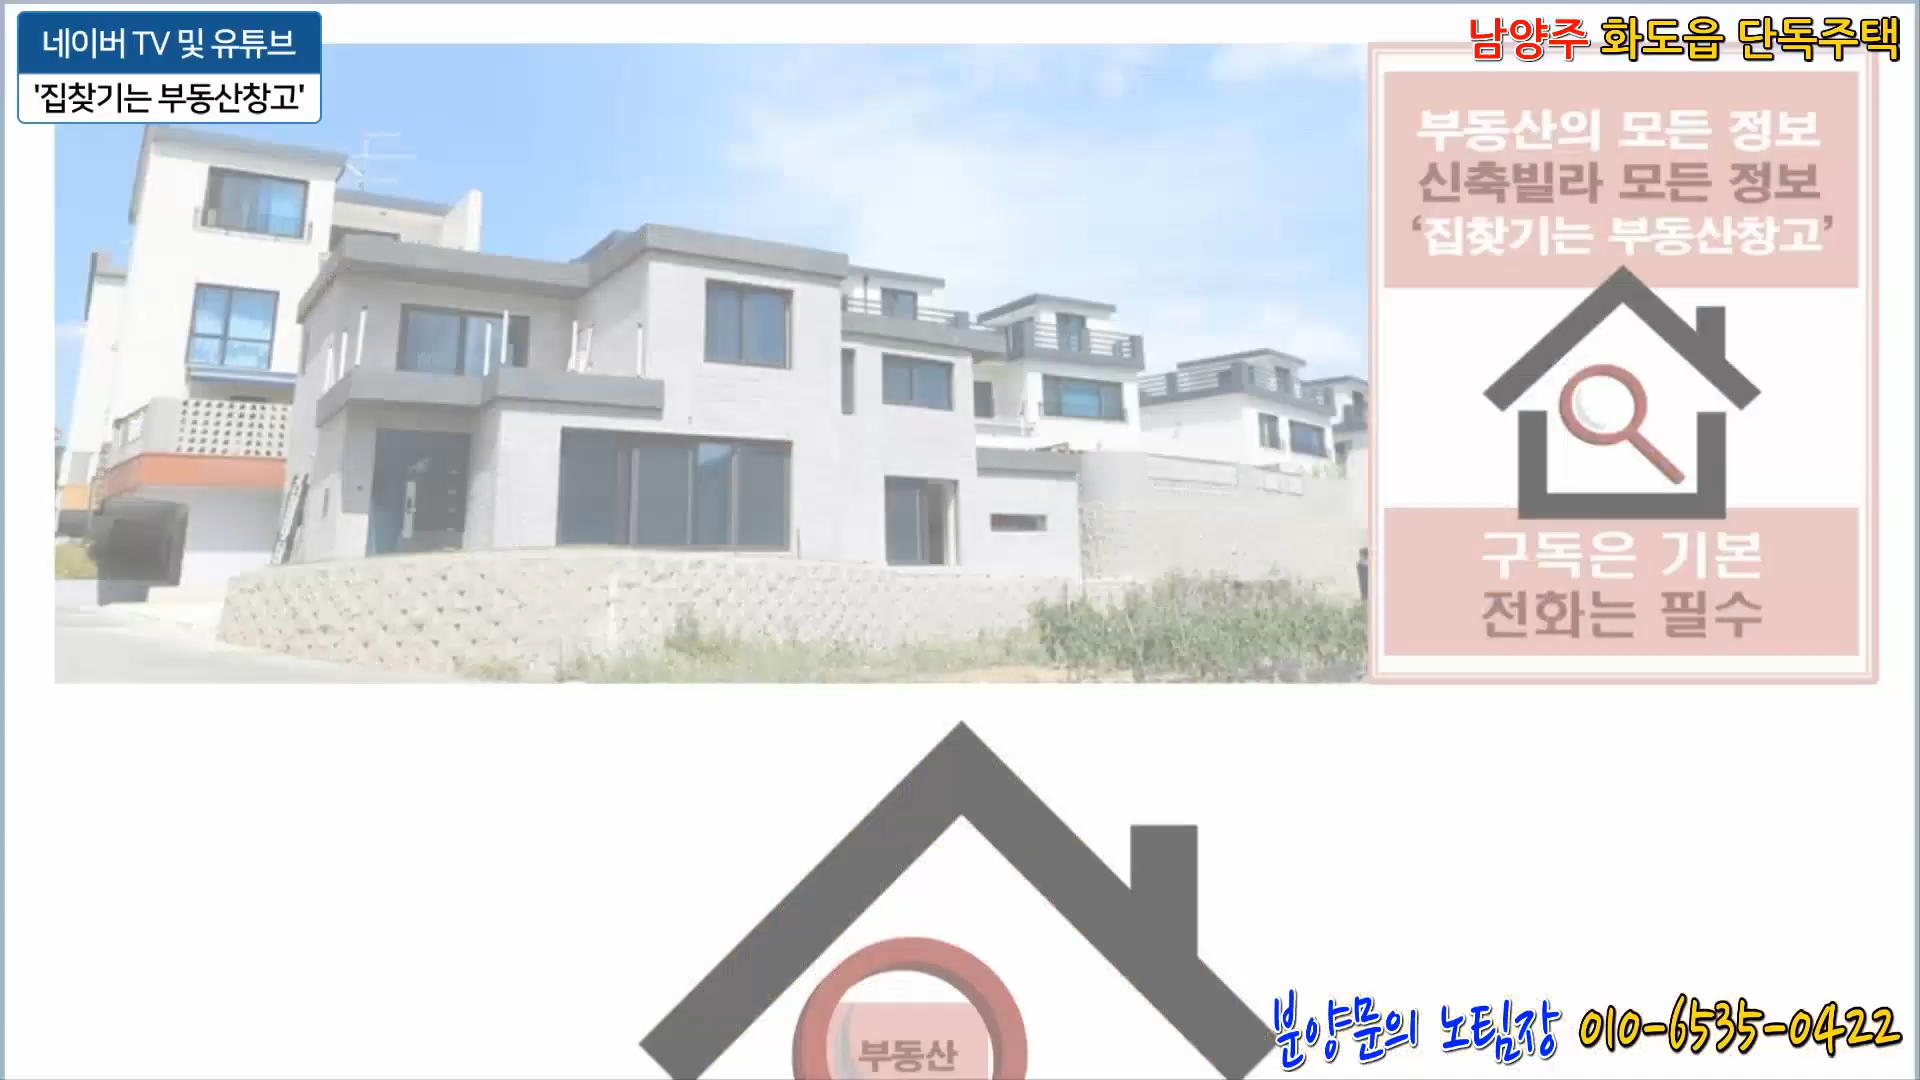 네이버 TV 및 유튜브
'집찾기는 부동산창고'
남양주 화도읍 단독주택
부동산의 모든 정보
신축빌라 모든 정보
‘집찾기는 부동산창고’
구독은 기본
전화는 필수
부동산
분양문의 노팀장 010-6535-0422